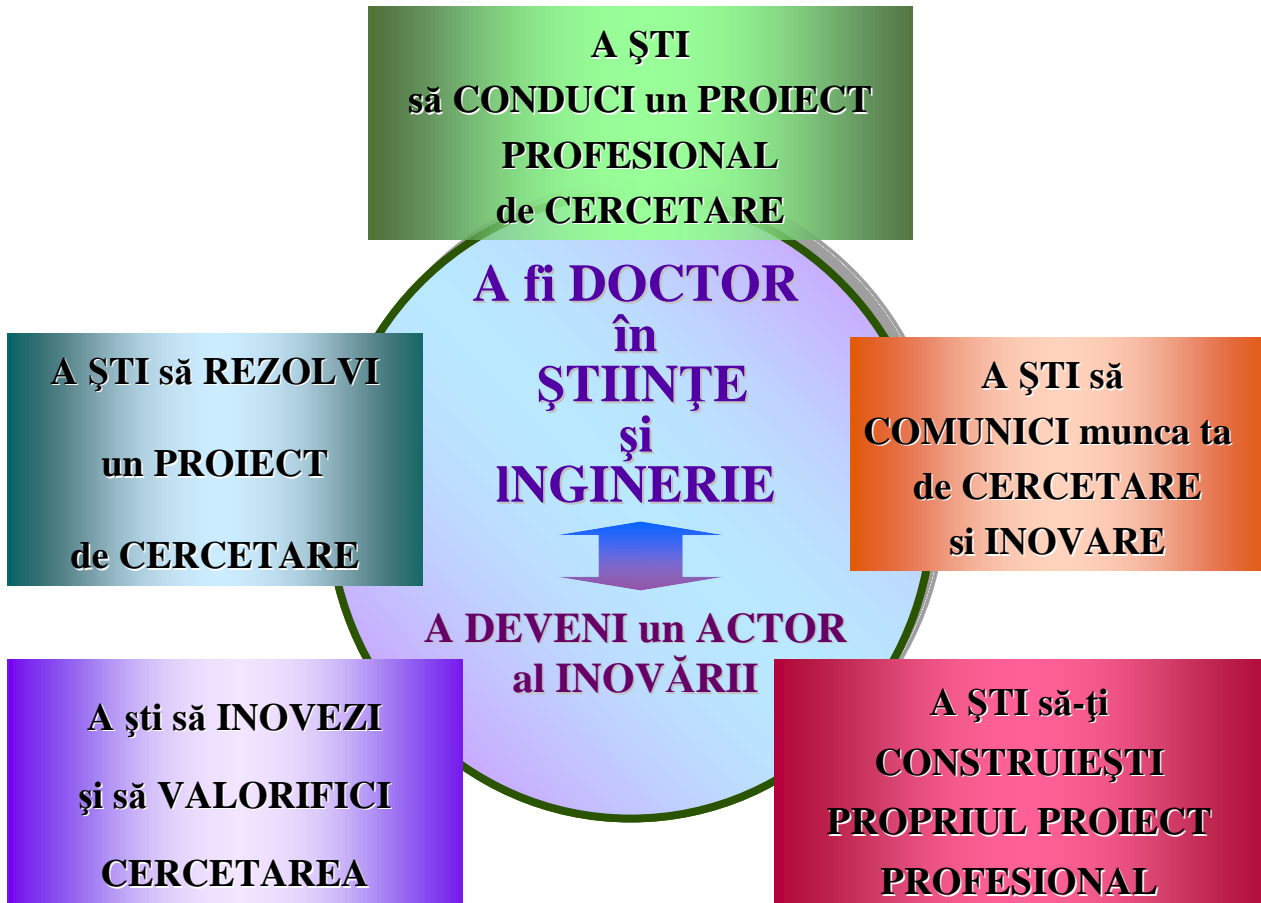 A ŞTI
să CONDUCI un PROIECT
PROFESIONAL
de CERCETARE
A fi DOCTOR
în
ŞTIINŢE
şi
INGINERIE
A DEVENI un ACTOR
al INOVĂRII
A ŞTI să REZOLVI
un PROIECT
de CERCETARE
A ŞTI să
COMUNICI munca ta
de CERCETARE
si INOVARE
A şti să INOVEZI
şi să VALORIFICI
CERCETAREA
A ŞTI să-ţi
CONSTRUIEŞTI
PROPRIUL PROIECT
PROFESIONAL